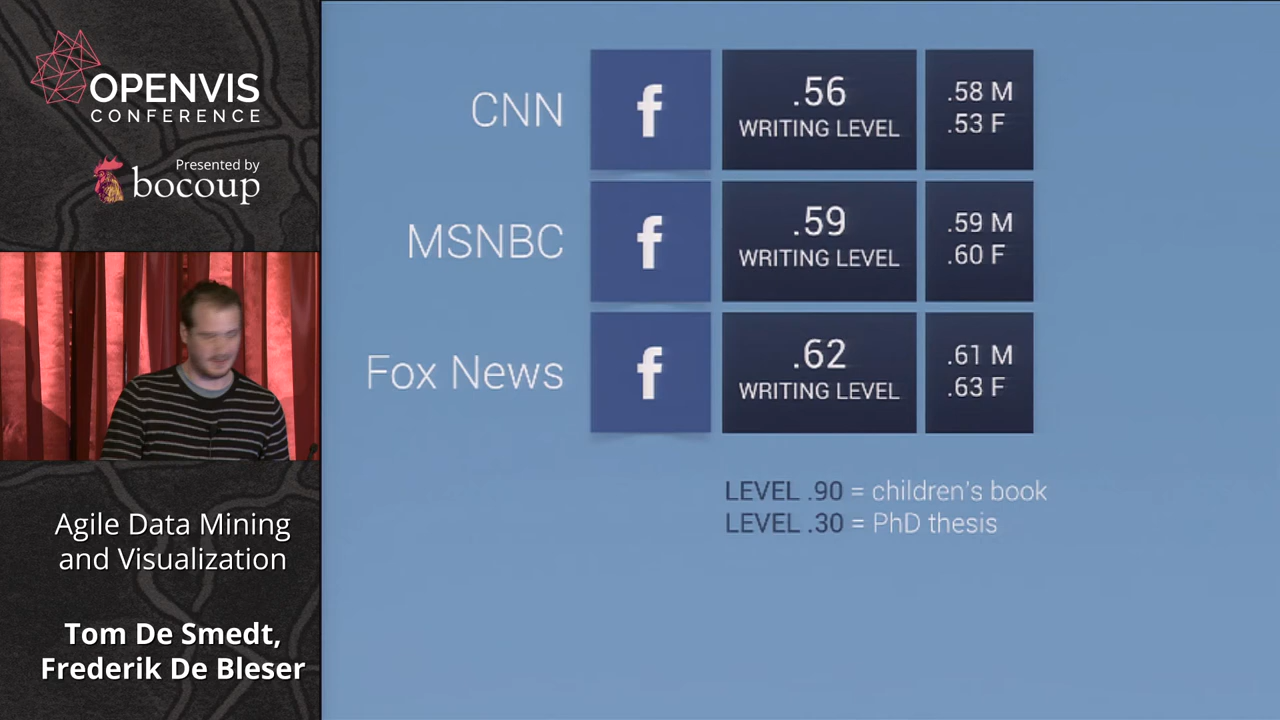 OPENVIS
CONFERENCE
Presented by
bocoup
Agile Data Mining
and Visualization
Tom De Smedt,
Frederik De Bleser
CNN
f
.56
WRITING LEVEL
.58 M
.53 F
MSNBC
f
.59
WRITING LEVEL
.59 M
.60 F
Fox News
f
.62
WRITING LEVEL
.61 M
.63 F
LEVEL .90 = children's book
LEVEL .30 = PhD thesis